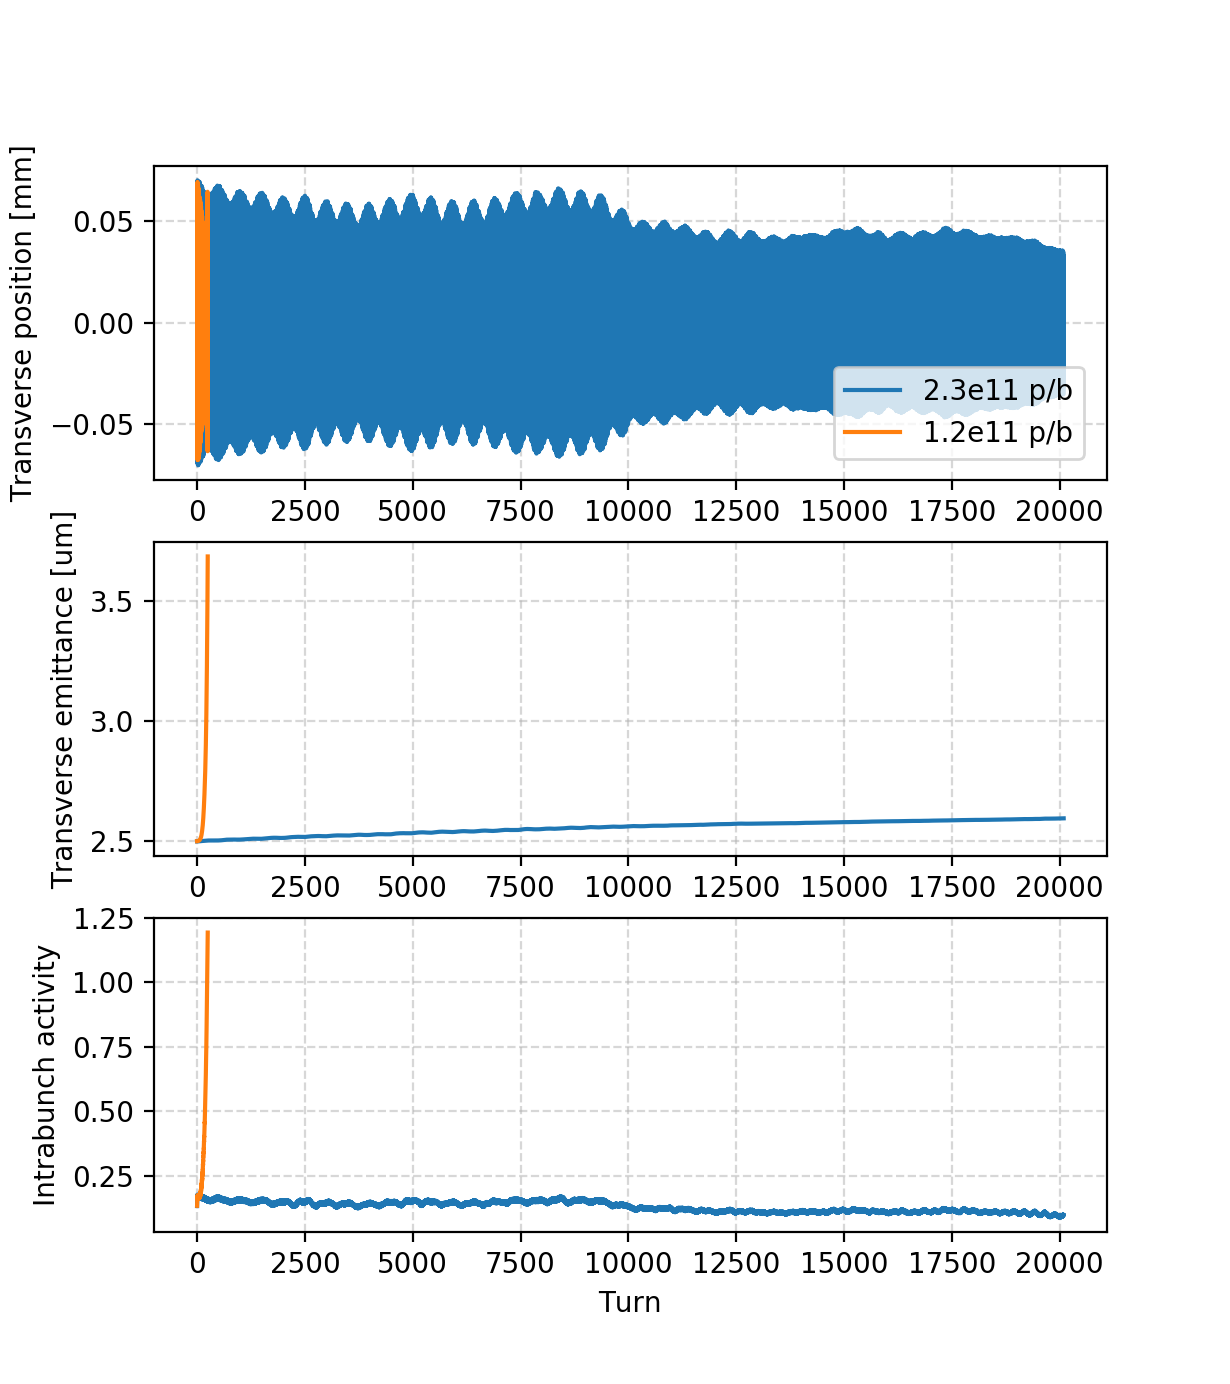 Transverse position [mm]
0.05
0.00
−0.05
2.3e11 p/b
1.2e11 p/b
0 2500 5000 7500 10000 12500 15000 17500 20000
Transverse emittance [um]
3.5
3.0
2.5
0 2500 5000 7500 10000 12500 15000 17500 20000
Intrabunch activity
1.25
1.00
0.75
0.50
0.25
0 2500 5000 7500 10000 12500 15000 17500 20000
Turn